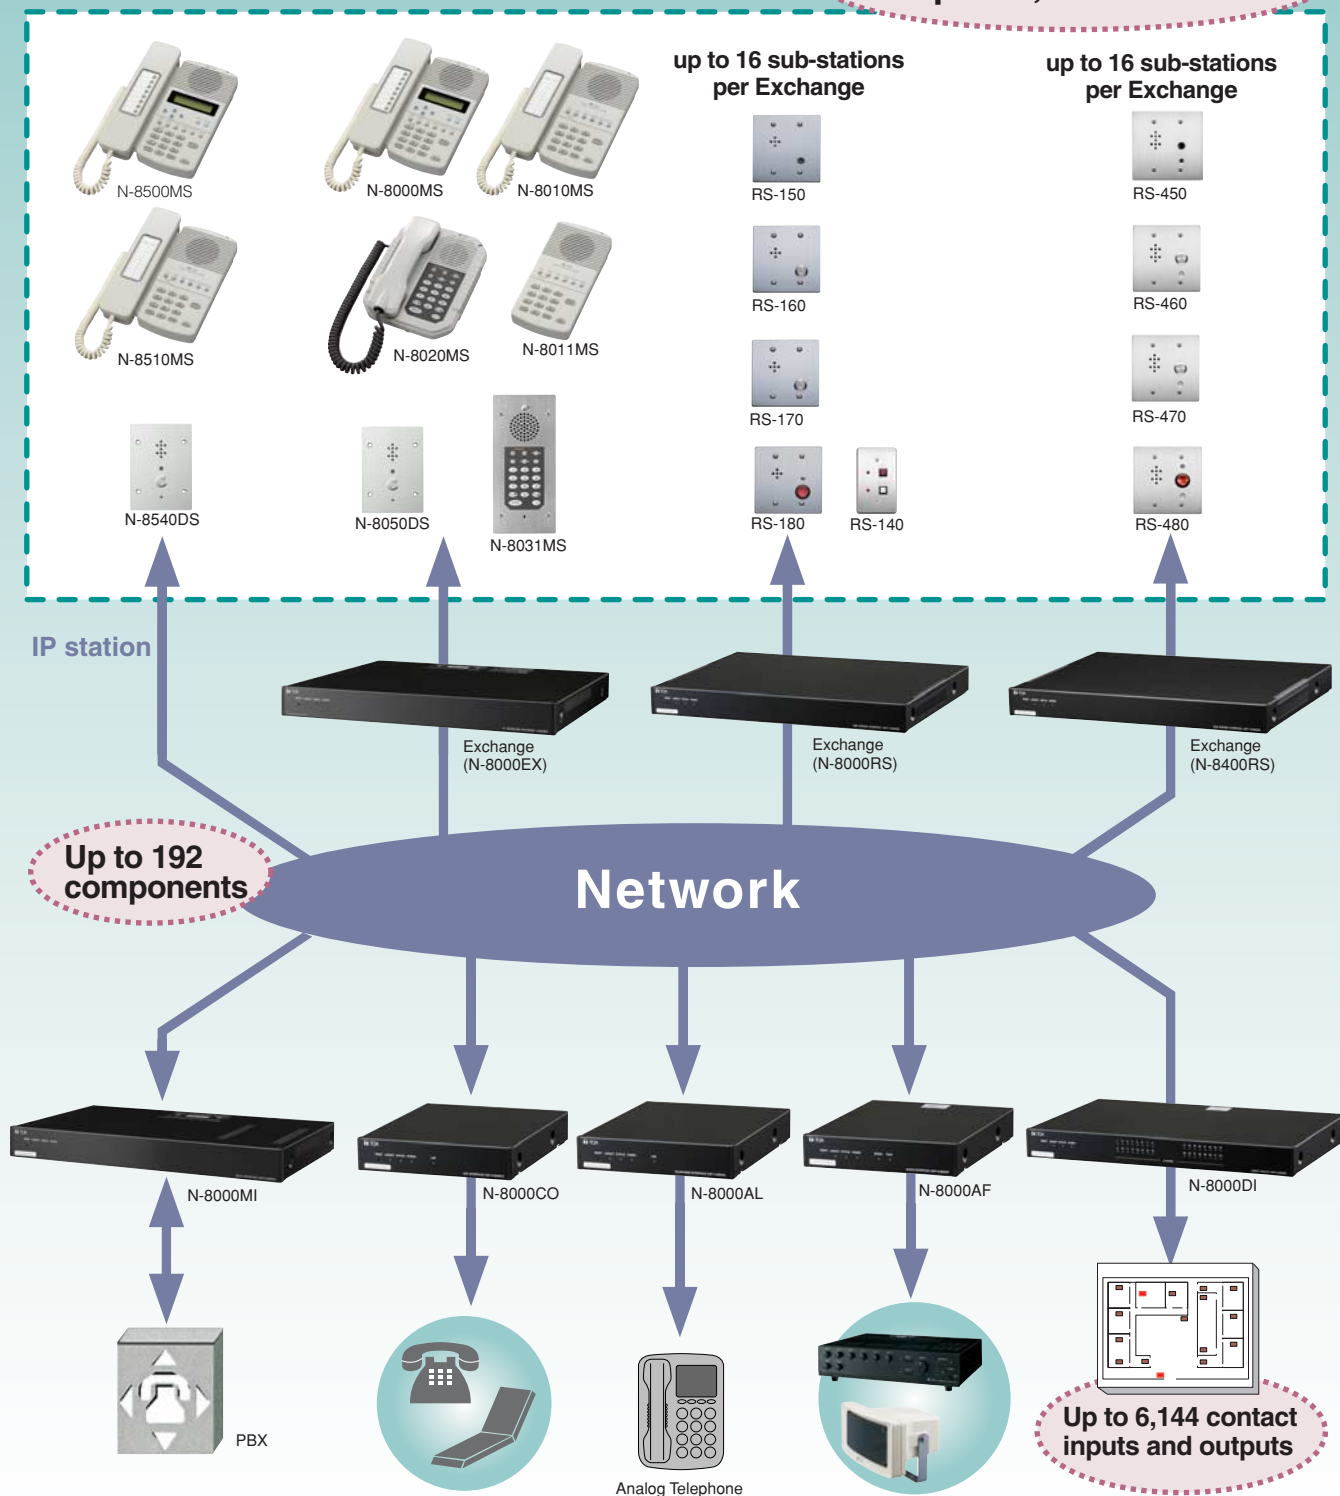 up to 16 sub-stations
per Exchange
up to 16 sub-stations
per Exchange
N-8500MS
N-8000MS
N-8010MS
RS-150
RS-450
N-8510MS
N-8020MS
N-8011MS
RS-160
RS-460
RS-170
RS-470
N-8540DS
N-8050DS
N-8031MS
RS-180
RS-140
RS-480
IP station
Exchange
(N-8000EX)
Exchange
(N-8000RS)
Exchange
(N-8400RS)
Up to 192
components
Network
N-8000MI
N-8000CO
N-8000AL
N-8000AF
N-8000DI
PBX
Analog Telephone
Up to 6,144 contact
inputs and outputs